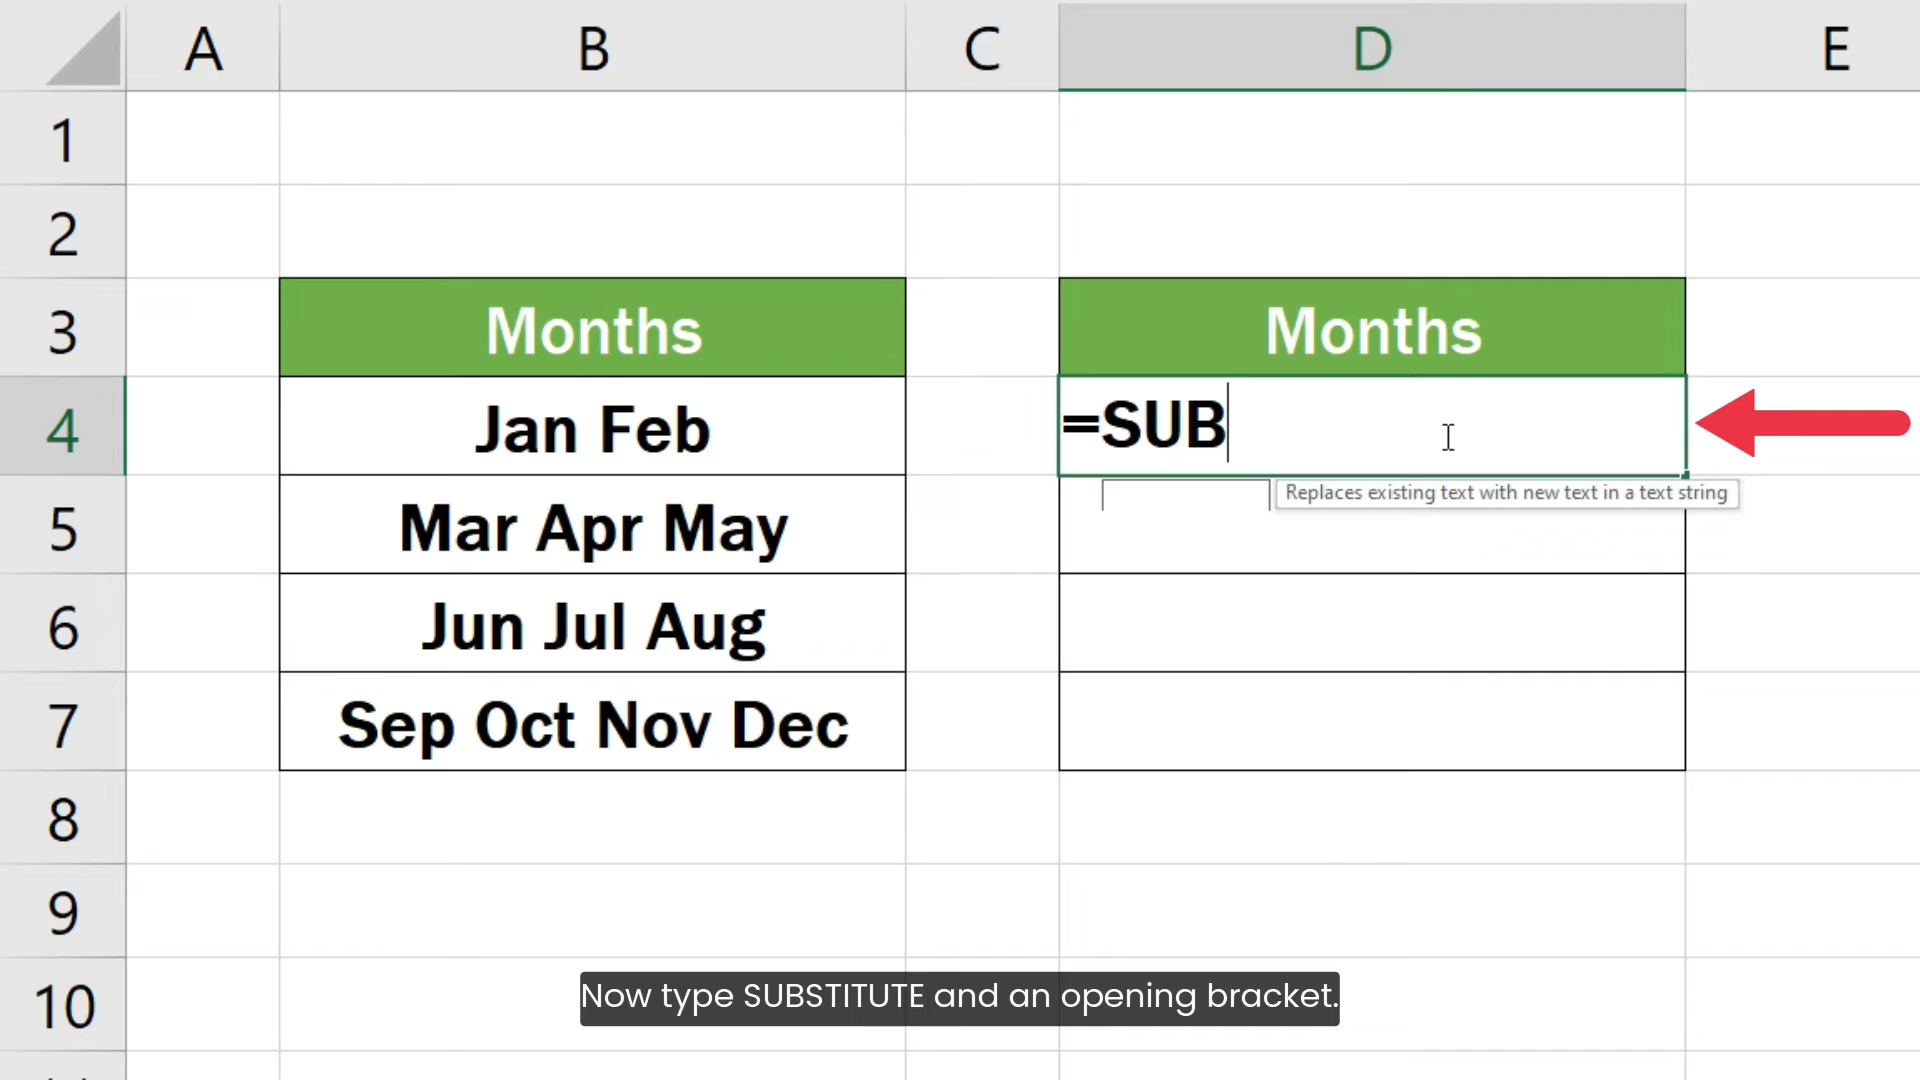 A B C D E
1
2
3 Months Months
4 Jan Feb =SUB
Replaces existing text with new text in a text string
5 Mar Apr May
6 Jun Jul Aug
7 Sep Oct Nov Dec
8
9
10
Now type SUBSTITUTE and an opening bracket.